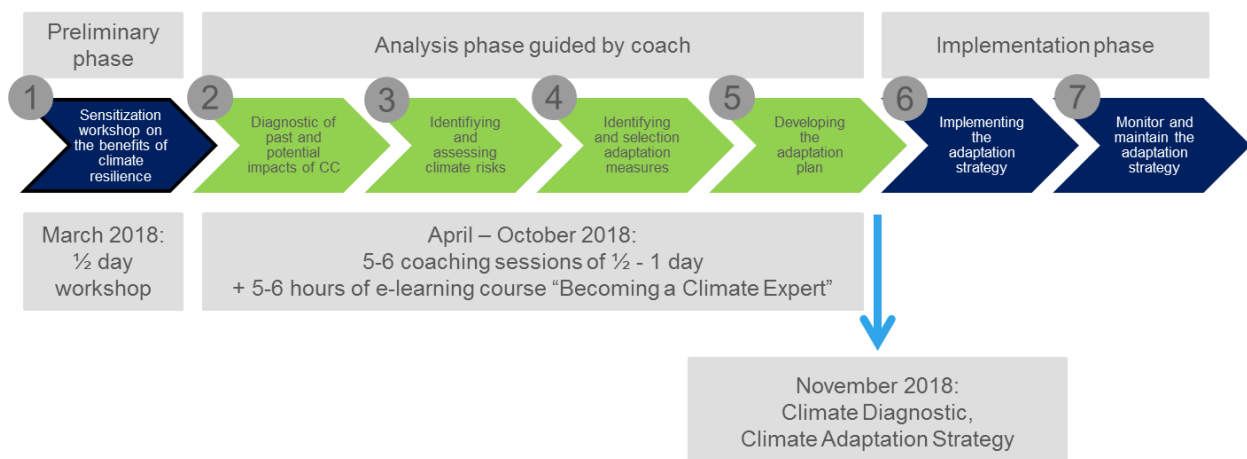 Preliminary
phase
Analysis phase guided by coach
Implementation phase
1
Sensitization
workshop on
the benefits of
climate
resilience
2
Diagnostic of
past and
potential
impacts of CC
3
Identifiying
and
assessing
climate risks
4
Identifying
and selection
adaptation
measures
5
Developing
the
adaptation
plan
6
Implementing
the
adaptation
strategy
7
Monitor and
maintain the
adaptation
strategy
March 2018:
½ day
workshop
April – October 2018:
5-6 coaching sessions of ½ - 1 day
+ 5-6 hours of e-learning course “Becoming a Climate Expert”
November 2018:
Climate Diagnostic,
Climate Adaptation Strategy